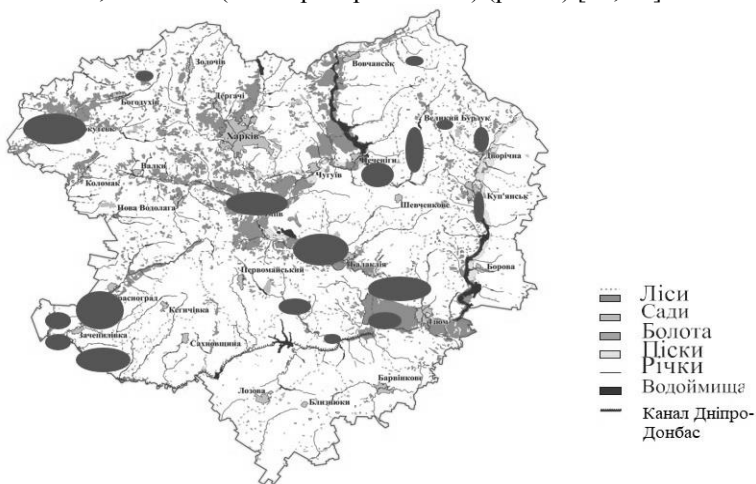 Золочів
Вовчанськ
Богодухів
Дергачі
Великий Бурлук
Харків
Дворічна
Валки
Чугуїв
Печеніги
Коломак
Куп'янськ
Нова Водолага
Шевченкове
Балаклія
Борова
Первомайський
Красноград
Кегичівка
Ізюм
Зачепилівка
Сахновщина
Барвінкове
Лозова
Близнюки
Ліси
Сади
Болота
Піски
Річки
Водоймища
Канал Дніпро-
Донбас